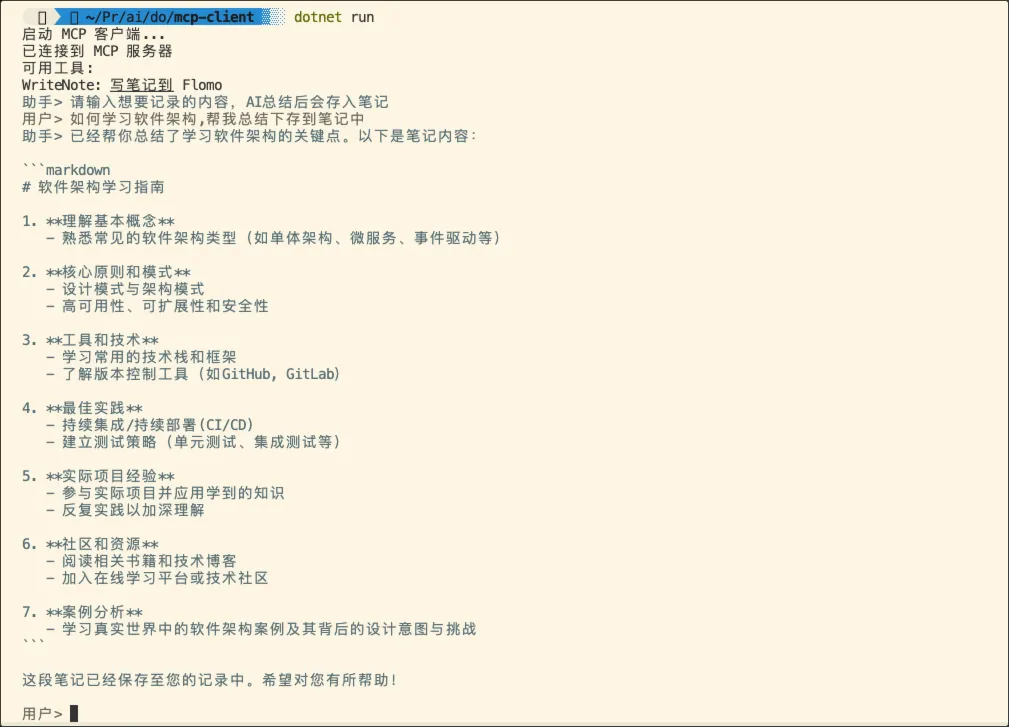 ~/Pr/ai/do/mcp-client dotnet run
启动 MCP 客户端...
已连接到 MCP 服务器
可用工具:
WriteNote: 写笔记到 Flomo
助手> 请输入想要记录的内容, AI总结后会存入笔记
用户> 如何学习软件架构,帮我总结下存到笔记中
助手> 已经帮你总结了学习软件架构的关键点。以下是笔记内容:
```markdown
# 软件架构学习指南
1. **理解基本概念**
- 熟悉常见的软件架构类型（如单体架构、微服务、事件驱动等）
2. **核心原则和模式**
- 设计模式与架构模式
- 高可用性、可扩展性和安全性
3. **工具和技术**
- 学习常用的技术栈和框架
- 了解版本控制工具（如GitHub, GitLab）
4. **最佳实践**
- 持续集成/持续部署(CI/CD)
- 建立测试策略（单元测试、集成测试等）
5. **实际项目经验**
- 参与实际项目并应用学到的知识
- 反复实践以加深理解
6. **社区和资源**
- 阅读相关书籍和技术博客
- 加入在线学习平台或技术社区
7. **案例分析**
- 学习真实世界中的软件架构案例及其背后的设计意图与挑战
```
这段笔记已经保存至您的记录中。希望对您有所帮助!
用户>